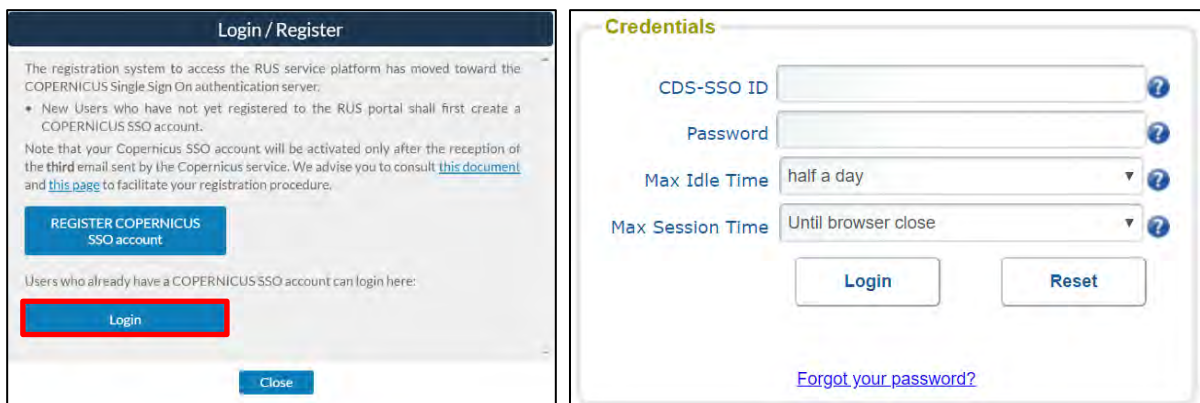 Login / Register
The registration system to access the RUS service platform has moved toward the
COPERNICUS Single Sign On authentication server.
• New Users who have not yet registered to the RUS portal shall first create a
COPERNICUS SSO account.
Note that your Copernicus SSO account will be activated only after the reception of
the third email sent by the Copernicus service. We advise you to consult this document
and this page to facilitate your registration procedure.
REGISTER COPERNICUS
SSO account
Users who already have a COPERNICUS SSO account can login here:
Login
Close
Credentials
CDS-SSO ID ?
Password ?
Max Idle Time half a day ?
Max Session Time Until browser close ?
Login Reset
Forgot your password?